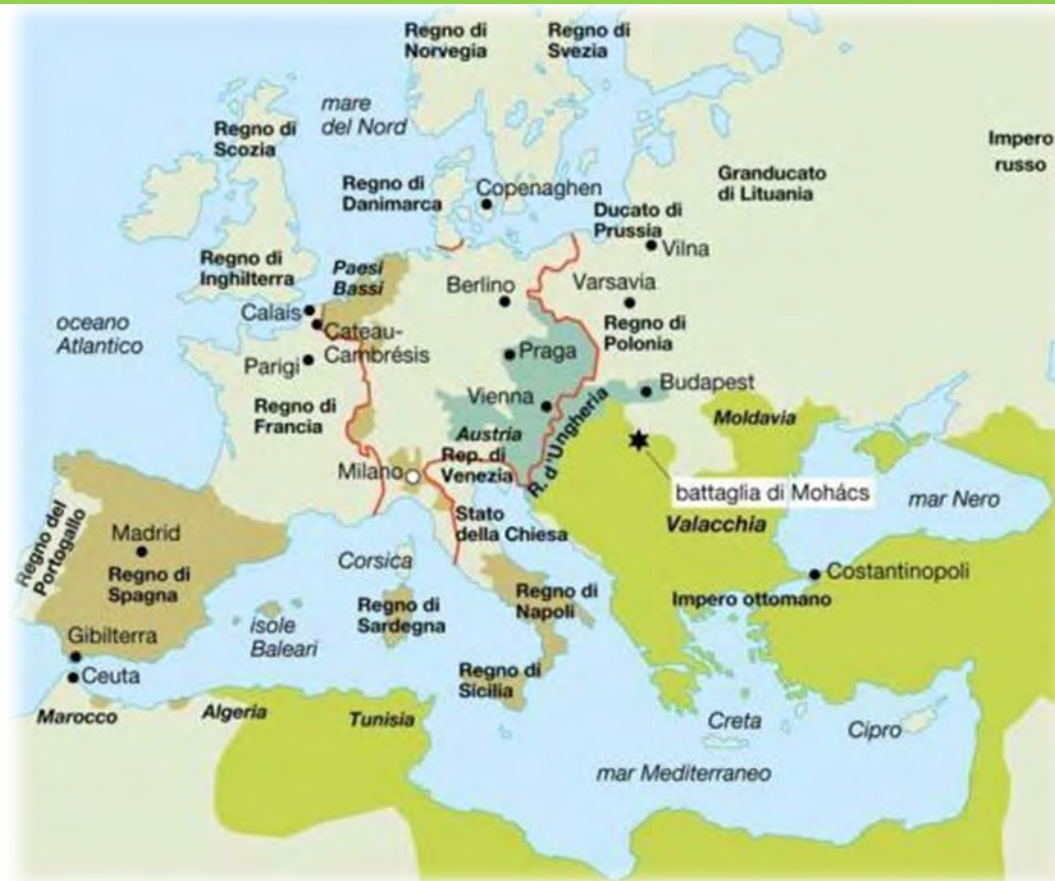 Regno di
Norvegia
Regno di
Svezia
mare
del Nord
Regno di
Scozia
Impero
russo
Granducato
di Lituania
Regno di
Danimarca
Copenaghen
Ducato di
Prussia
Vilna
Regno di
Inghilterra
Paesi
Bassi
Berlino
Varsavia
Calais
oceano
Atlantico
Cateau-
Cambrésis
Regno di
Polonia
Parigi
Praga
Budapest
Vienna
Regno di
Francia
Austria
R. d'Ungheria
Moldavia
Rep. di
Venezia
Milano
battaglia di Mohács
mar Nero
Stato
della Chiesa
Valacchia
Regno del
Portogallo
Madrid
Regno di
Spagna
Corsica
Costantinopoli
Regno di
Sardegna
Regno di
Napoli
Impero ottomano
isole
Baleari
Gibilterra
Ceuta
Regno di
Sicilia
Marocco
Algeria
Tunisia
Creta
Cipro
mar Mediterraneo